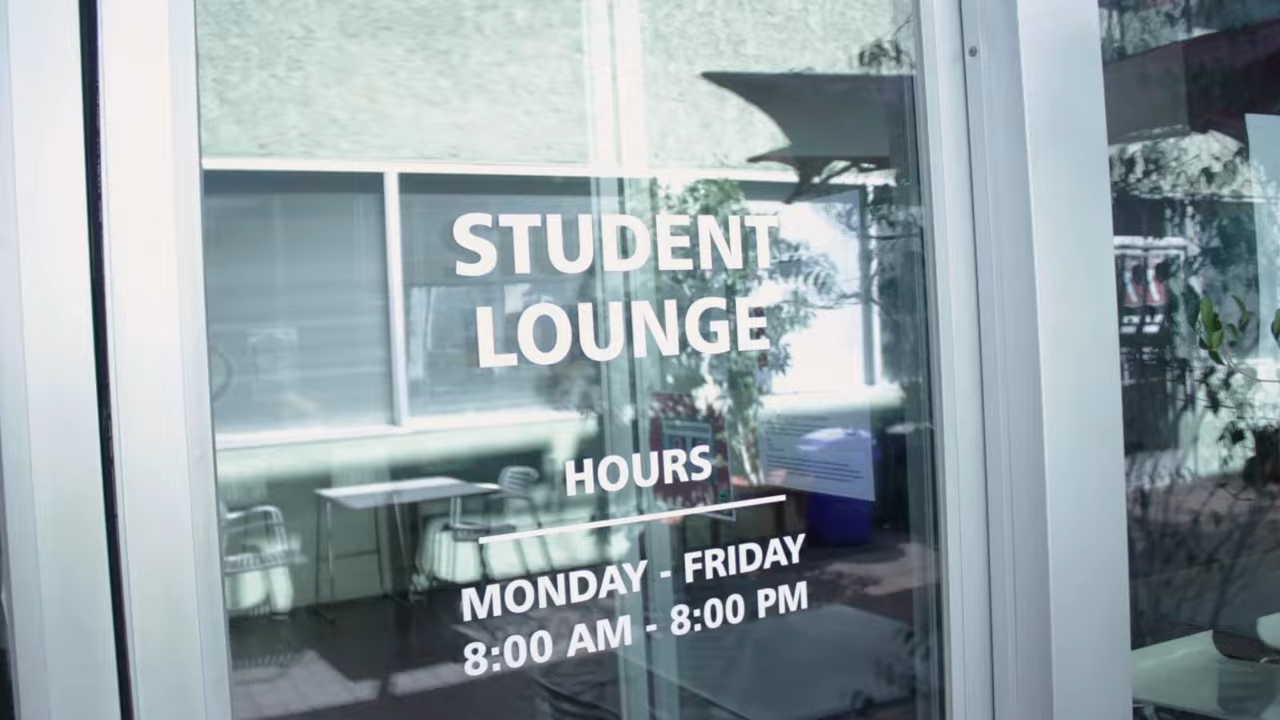 STUDENT
LOUNGE
HOURS
MONDAY - FRIDAY
8:00 AM - 8:00 PM